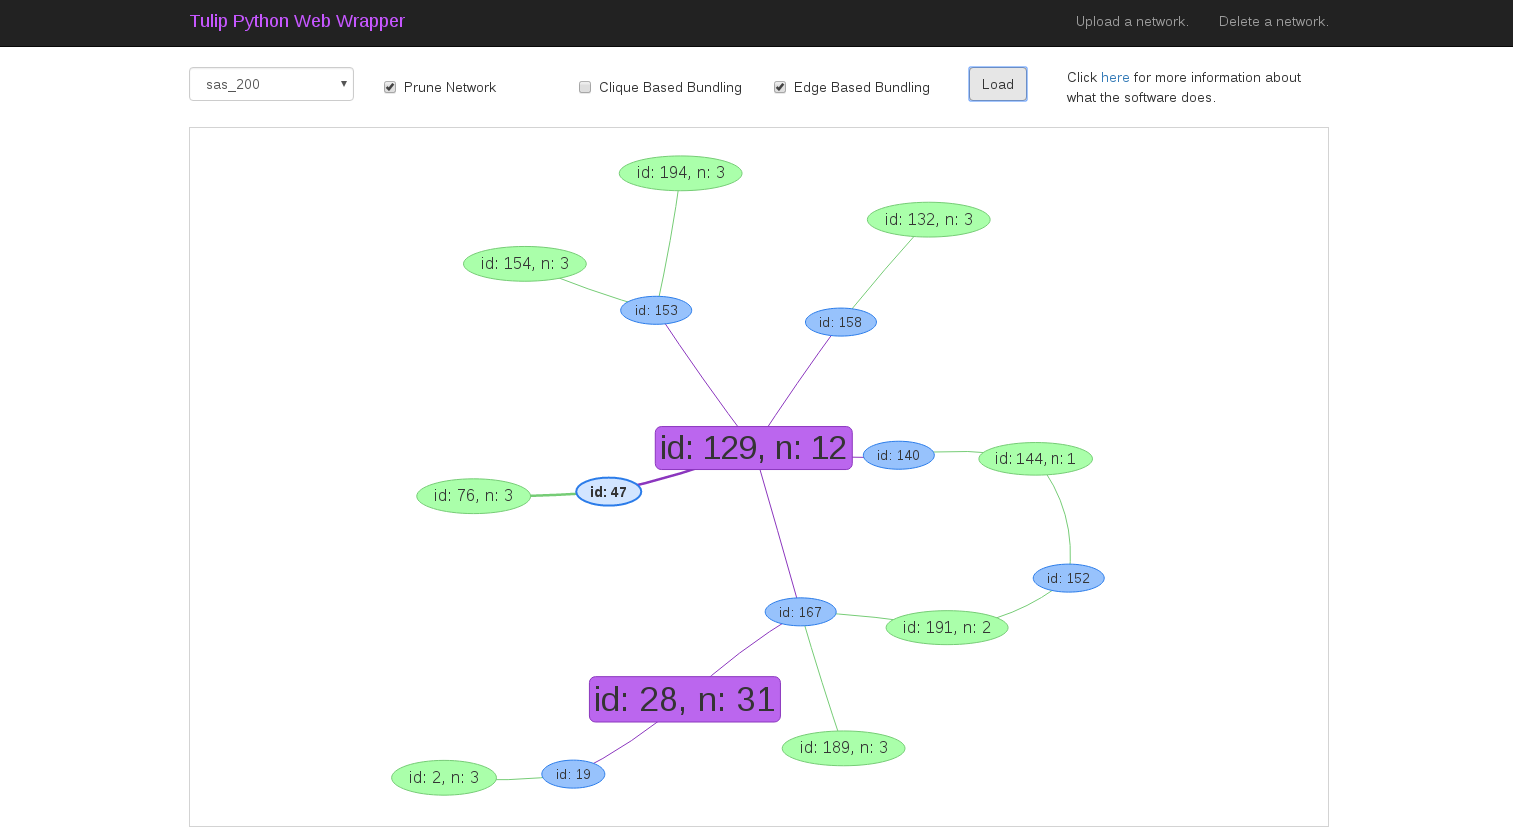 Tulip Python Web Wrapper
Upload a network.
Delete a network.
sas_200
Prune Network
Clique Based Bundling
Edge Based Bundling
Load
Click here for more information about
what the software does.
id: 194, n: 3
id: 132, n: 3
id: 154, n: 3
id: 153
id: 158
id: 129, n: 12
id: 140
id: 144, n: 1
id: 76, n: 3
id: 47
id: 152
id: 167
id: 191, n: 2
id: 28, n: 31
id: 189, n: 3
id: 2, n: 3
id: 19